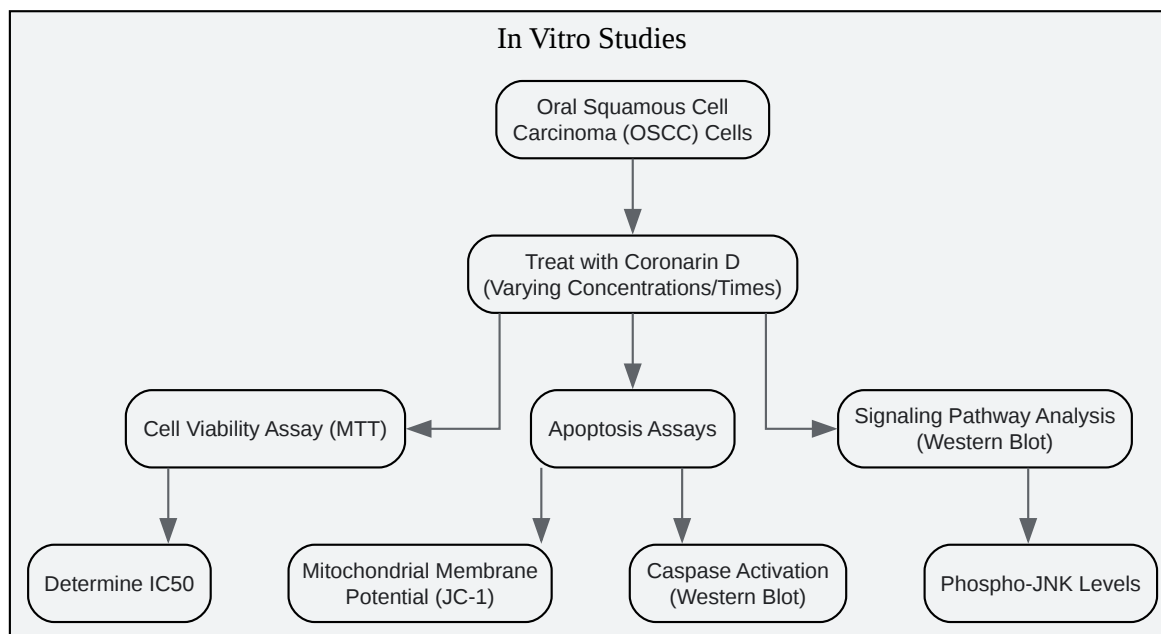 In Vitro Studies
Oral Squamous Cell
Carcinoma (OSCC) Cells
Treat with Coronarin D
(Varying Concentrations/Times)
Cell Viability Assay (MTT)
Apoptosis Assays
Signaling Pathway Analysis
(Western Blot)
Determine IC50
Mitochondrial Membrane
Potential (JC-1)
Caspase Activation
(Western Blot)
Phospho-JNK Levels